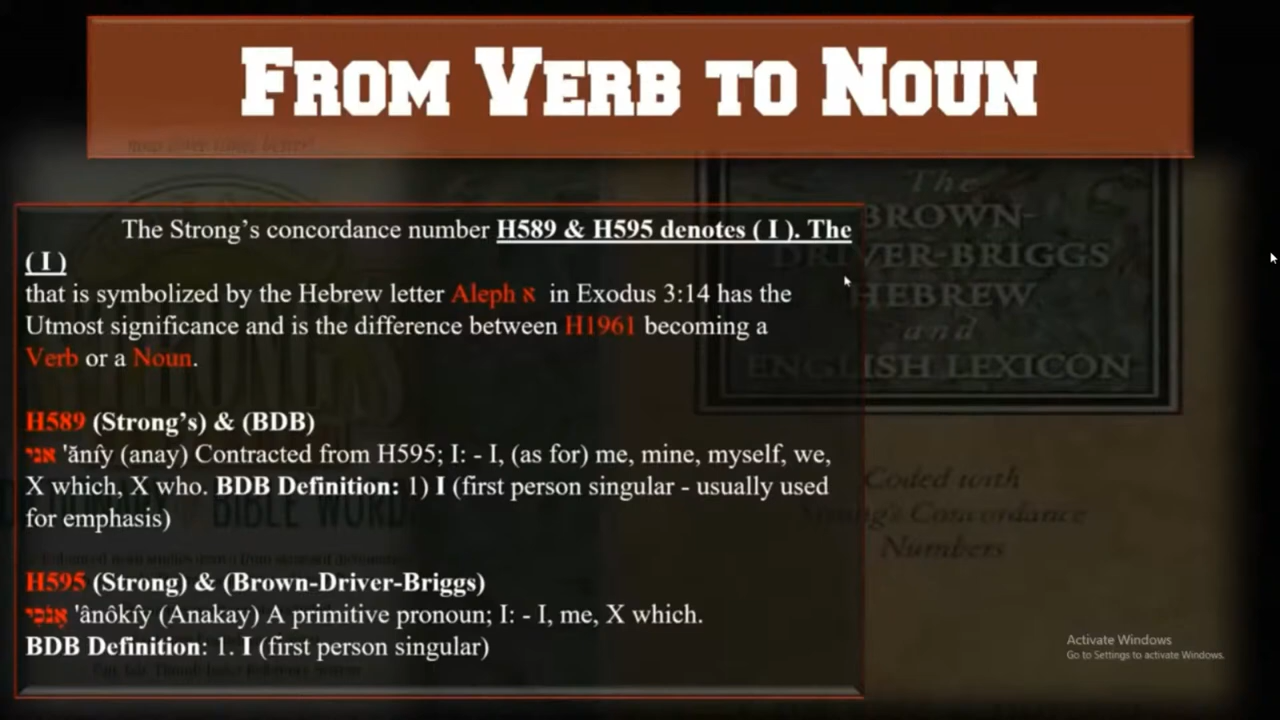 FROM VERB TO NOUN
The Strong's concordance number H589 & H595 denotes ( I ). The
( I )
that is symbolized by the Hebrew letter Aleph א in Exodus 3:14 has the
Utmost significance and is the difference between H1961 becoming a
Verb or a Noun.
H589 (Strong's) & (BDB)
אני 'ănı̂y (anay) Contracted from H595; I: - I, (as for) me, mine, myself, we,
X which, X who. BDB Definition: 1) I (first person singular - usually used
for emphasis)
H595 (Strong) & (Brown-Driver-Briggs)
אָנֹכִי 'ânôkı̂y (Anakay) A primitive pronoun; I: - I, me, X which.
BDB Definition: 1. I (first person singular)
The
BROWN-
DRIVER-BRIGGS
HEBREW
and
ENGLISH LEXICON
Coded with
Strong's Concordance
Numbers
BIBLE WORD
Activate Windows
Go to Settings to activate Windows.